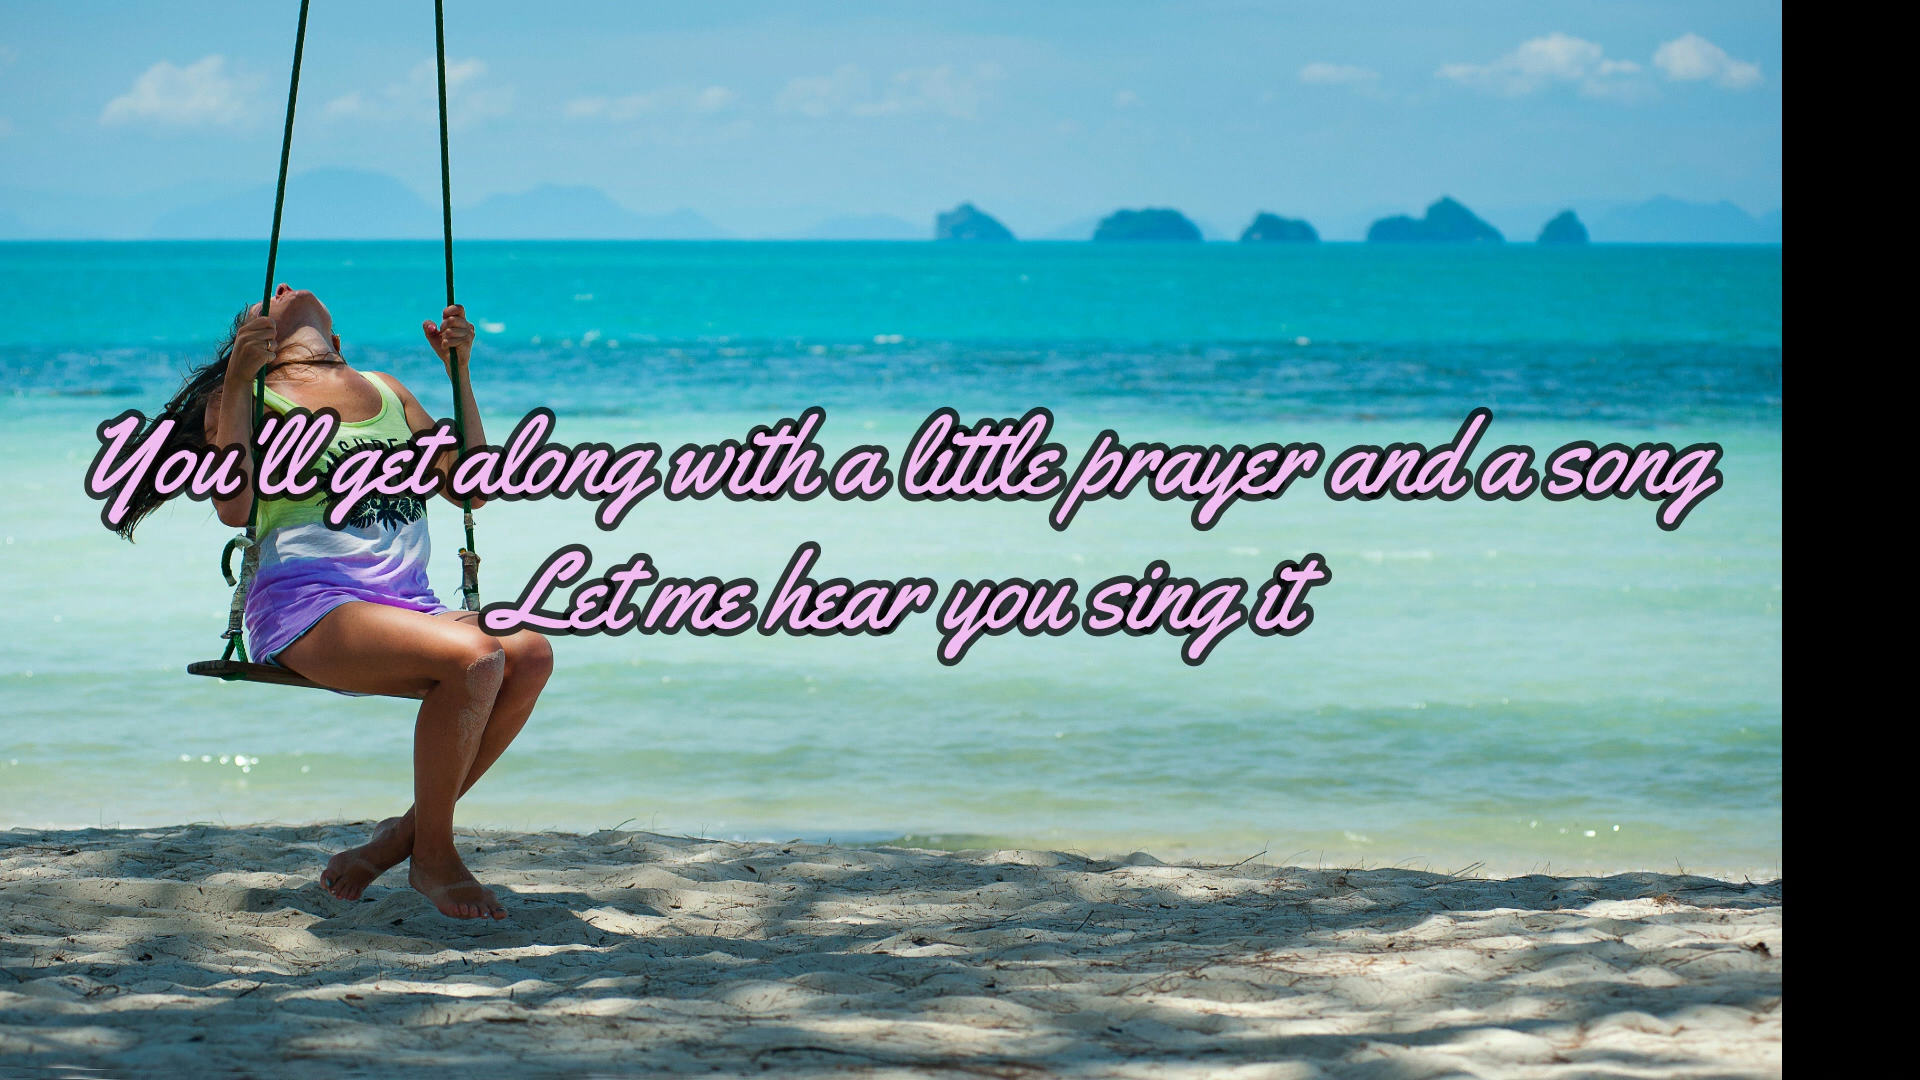 You'll get along with a little prayer and a song
Let me hear you sing it